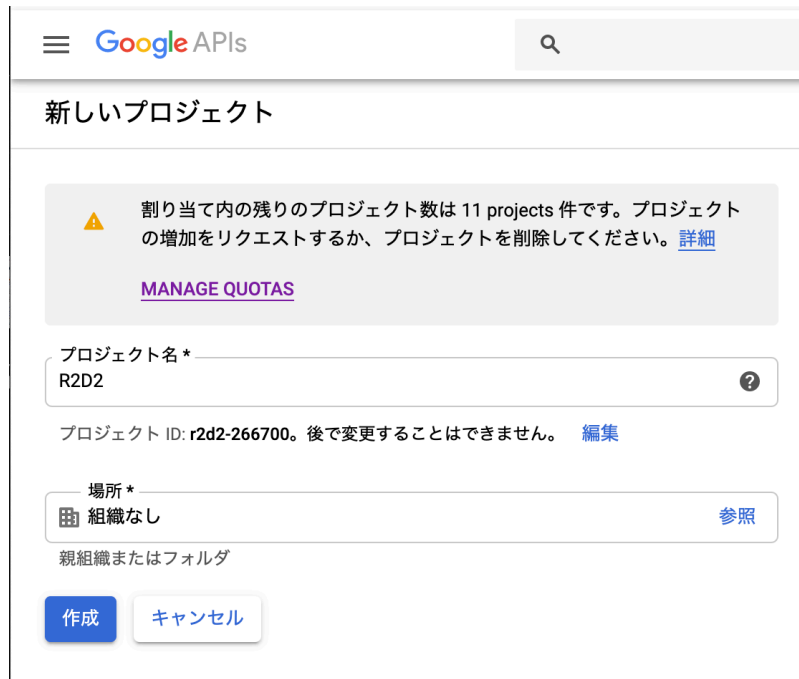 Google APIs
新しいプロジェクト
割り当て内の残りのプロジェクト数は 11 projects 件です。プロジェクト
の増加をリクエストするか、プロジェクトを削除してください。詳細
MANAGE QUOTAS
プロジェクト名 *
R2D2
プロジェクト ID: r2d2-266700。後で変更することはできません。 編集
場所 *
組織なし 参照
親組織またはフォルダ
作成 キャンセル